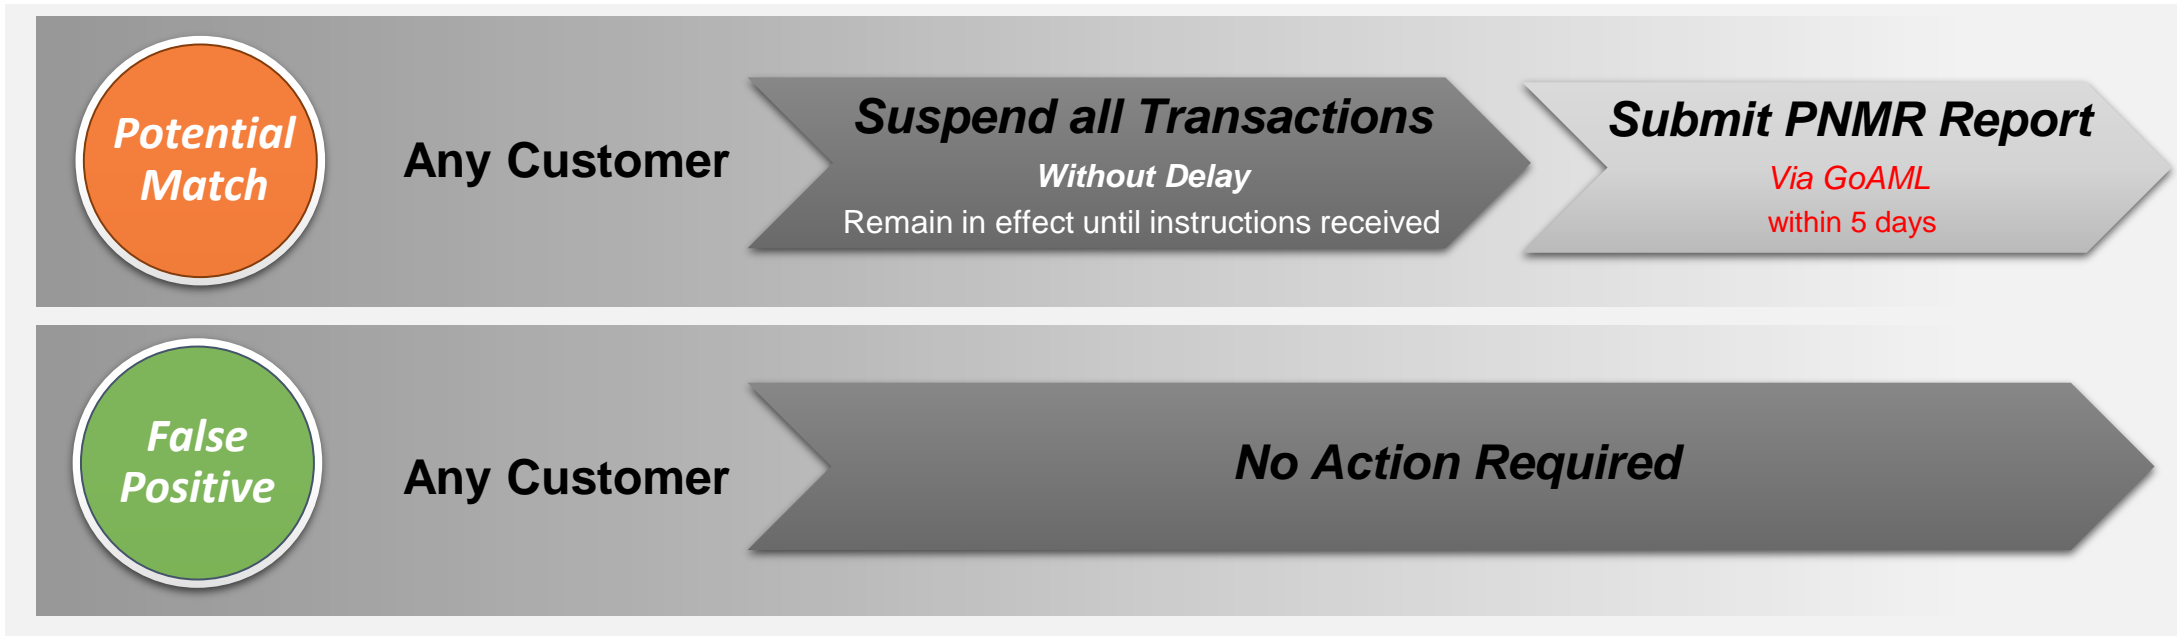 Potential
Match
Any Customer
Suspend all Transactions
Without Delay
Remain in effect until instructions received
Submit PNMR Report
Via GoAML
within 5 days
False
Positive
Any Customer
No Action Required